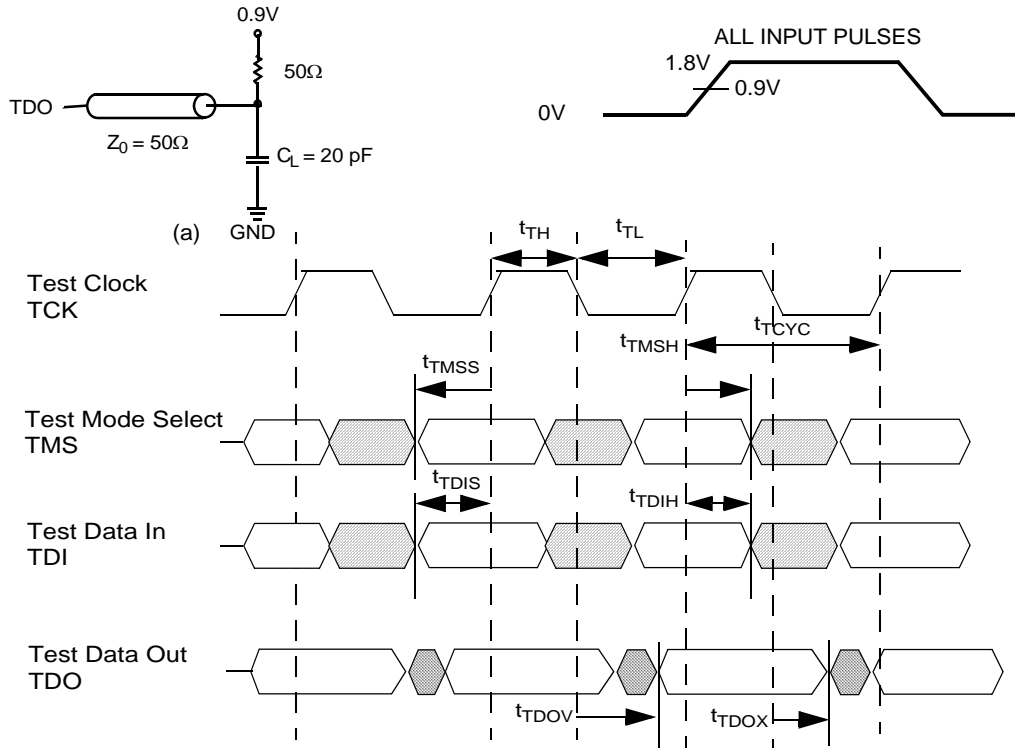 0.9V
ALL INPUT PULSES
50Ω
1.8V
0.9V
TDO
0V
Z0 = 50Ω
CL = 20 pF
(a)
GND
tTH
tTL
Test Clock
TCK
tTCYC
tTMSH
tTMSS
Test Mode Select
TMS
tTDIS
tTDIH
Test Data In
TDI
Test Data Out
TDO
tTDOV
tTDOX